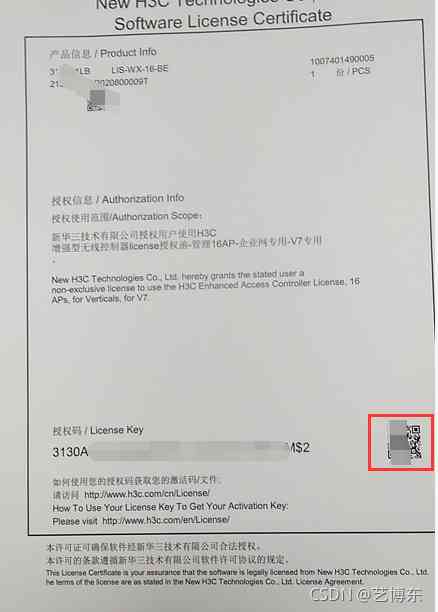 New H3C Technologies Co.,
Software License Certificate
产品信息 / Product Info
LIS-WX-16-BE
1007401490005
1 份 / PCS
授权信息 / Authorization Info
授权使用范围/Authorization Scope:
新华三技术有限公司授权用户使用H3C
增强型无线控制器license授权函-管理16AP-企业网专用-V7专用
.
New H3C Technologies Co., Ltd. hereby grants the stated user a
non-exclusive license to use the H3C Enhanced Access Controller License, 16
APs, for Verticals, for V7.
授权码 / License Key
3130A M$2
如何使用您的授权码获取您的激活码/文件:
请访问 http://www.h3c.com/cn/License/
How To Use Your License Key To Get Your Activation Key:
Please visit http://www.h3c.com/en/License/
本许可证可确保软件经新华三技术有限公司合法授权。
本许可的条款遵循新华三技术有限公司软件许可协议的规定。
This License Certificate is your assurance that the software is legally licensed from New H3C Technologies Co., Ltd.
he terms of the license are as stated in the New H3C Technologies Co., Ltd. License Agreement.
CSDN @艺博东